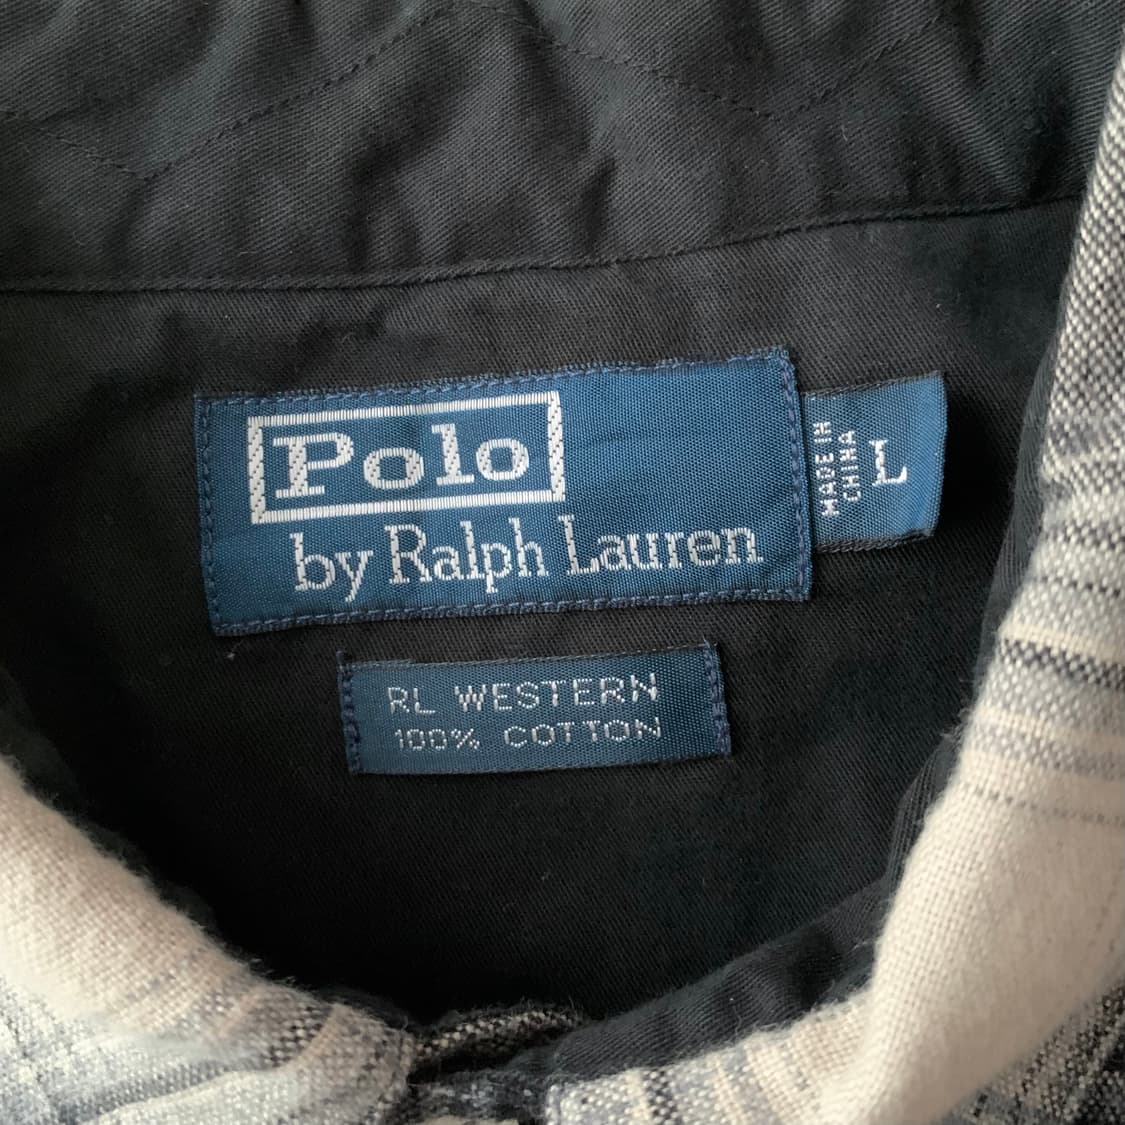 Polo
by Ralph Lauren
MADE IN
CHINA
L
RL WESTERN
100% COTTON